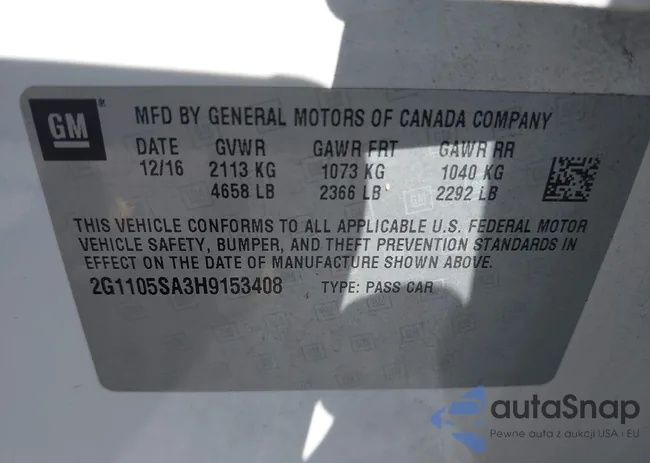 GM
MFD BY GENERAL MOTORS OF CANADA COMPANY
DATE GVWR GAWR FRT GAWR RR
12/16 2113 KG 1073 KG 1040 KG
4658 LB 2366 LB 2292 LB
THIS VEHICLE CONFORMS TO ALL APPLICABLE U.S. FEDERAL MOTOR
VEHICLE SAFETY, BUMPER, AND THEFT PREVENTION STANDARDS IN
EFFECT ON THE DATE OF MANUFACTURE SHOWN ABOVE.
2G1105SA3H9153408 TYPE: PASS CAR
autaSnap
Pewne auta z aukcji USA i EU